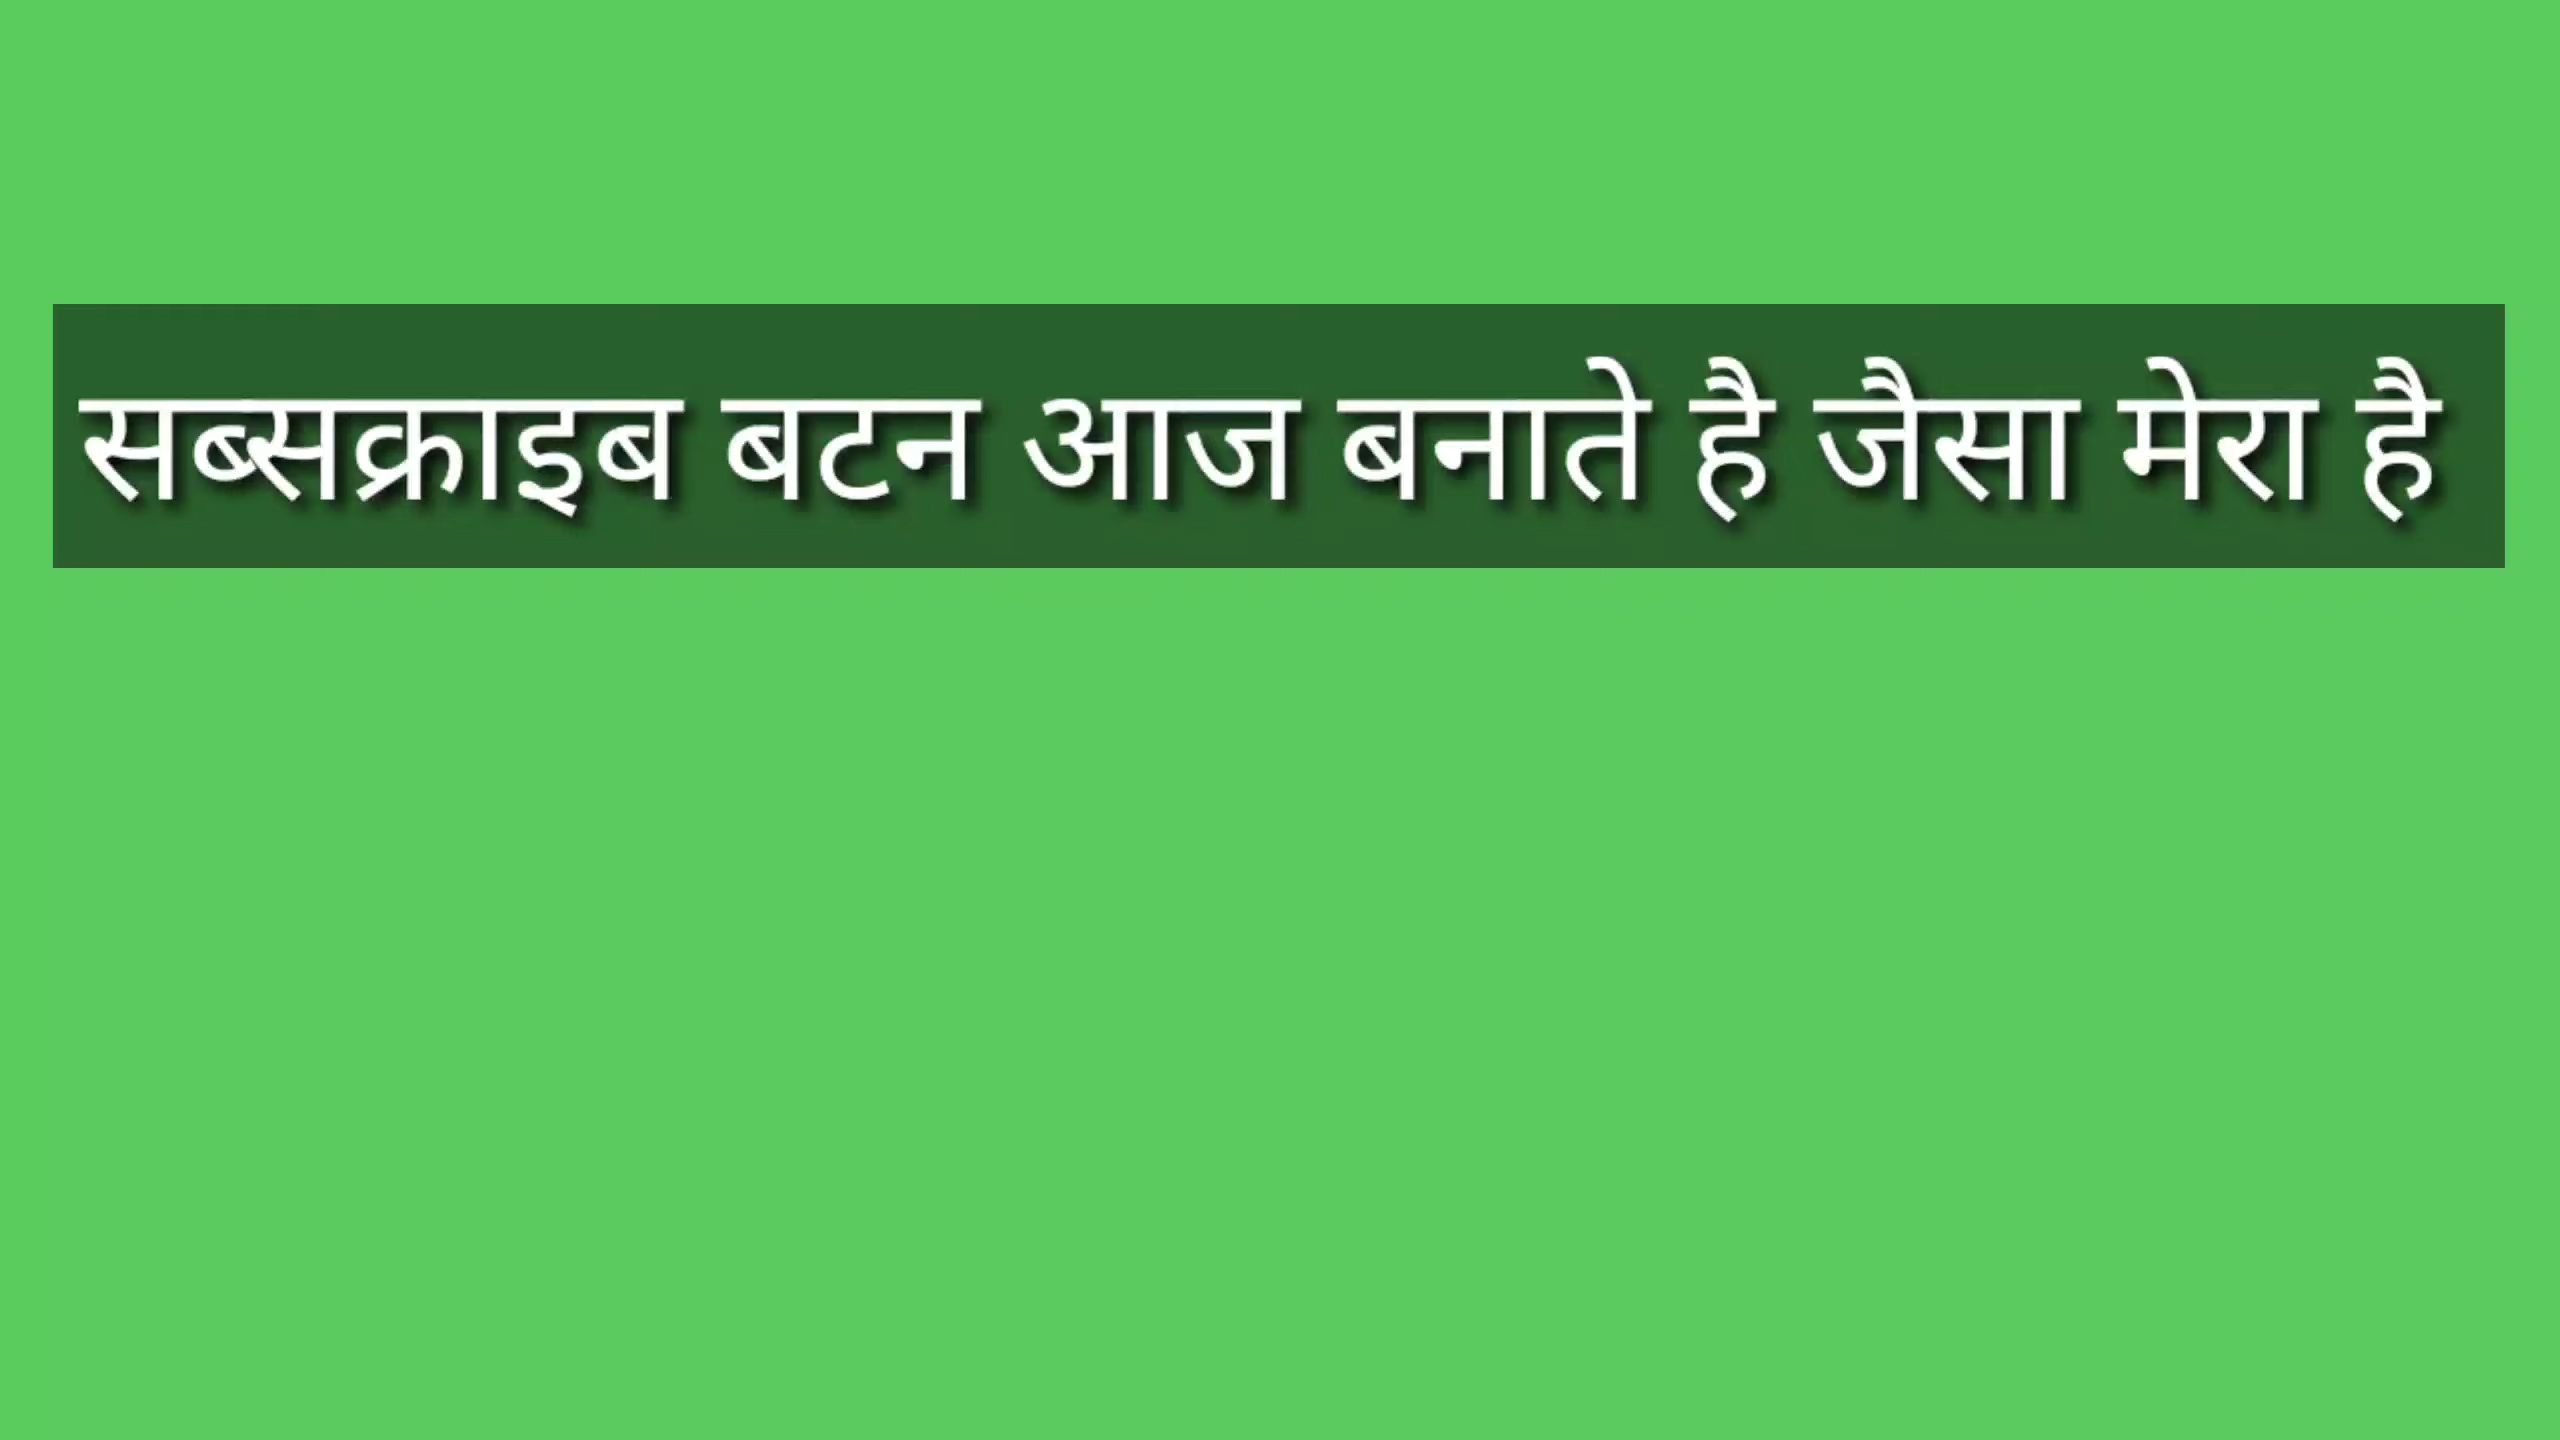 सब्सक्राइब बटन आज बनाते है जैसा मेरा है